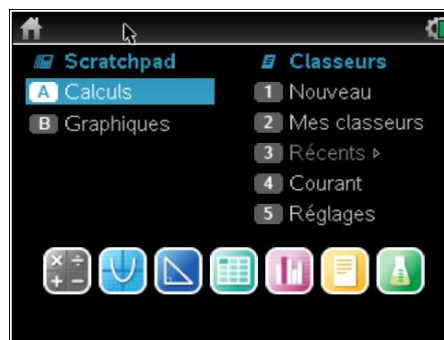 Scratchpad
A Calculs
B Graphiques
Classeurs
1 Nouveau
2 Mes classeurs
3 Récents ▹
4 Courant
5 Réglages